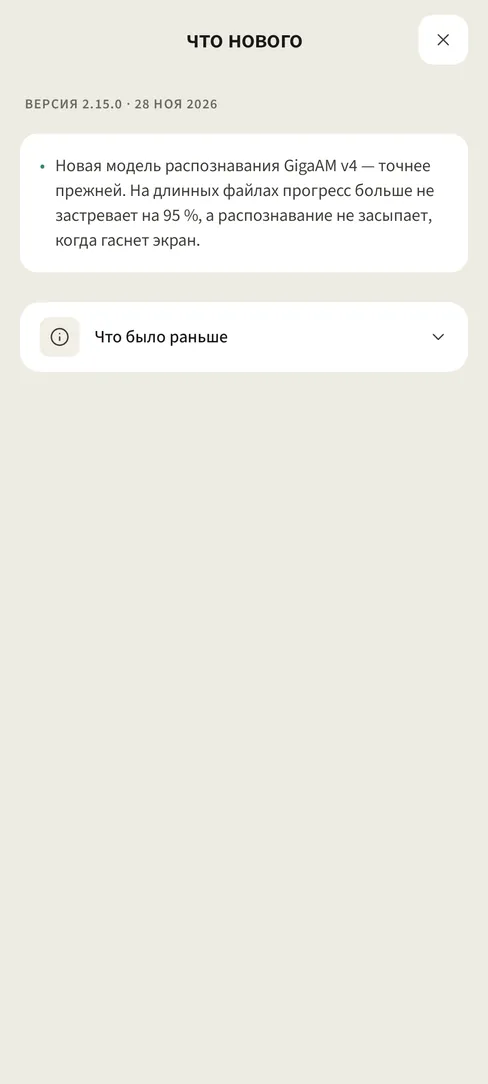 ЧТО НОВОГО
ВЕРСИЯ 2.15.0 · 28 НОЯ 2026
• Новая модель распознавания GigaAM v4 — точнее
прежней. На длинных файлах прогресс больше не
застревает на 95 %, а распознавание не засыпает,
когда гаснет экран.
Что было раньше